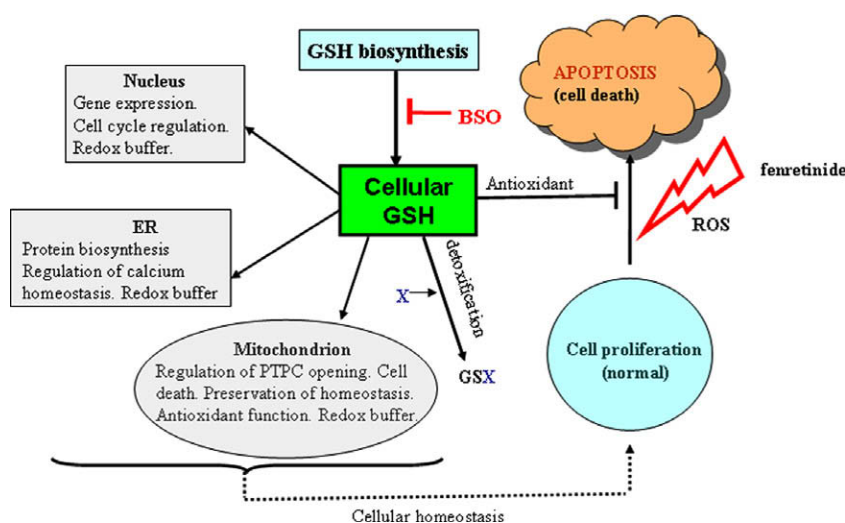 GSH biosynthesis
APOPTOSIS
(cell death)
Nucleus
Gene expression.
Cell cycle regulation.
Redox buffer.
BSO
fenretinide
ROS
Cellular
GSH
Antioxidant
ER
Protein biosynthesis
Regulation of calcium
homeostasis. Redox buffer
detoxification
X
GSX
Mitochondrion
Regulation of PTPC opening. Cell
death. Preservation of homeostasis.
Antioxidant function. Redox buffer.
Cell proliferation
(normal)
Cellular homeostasis